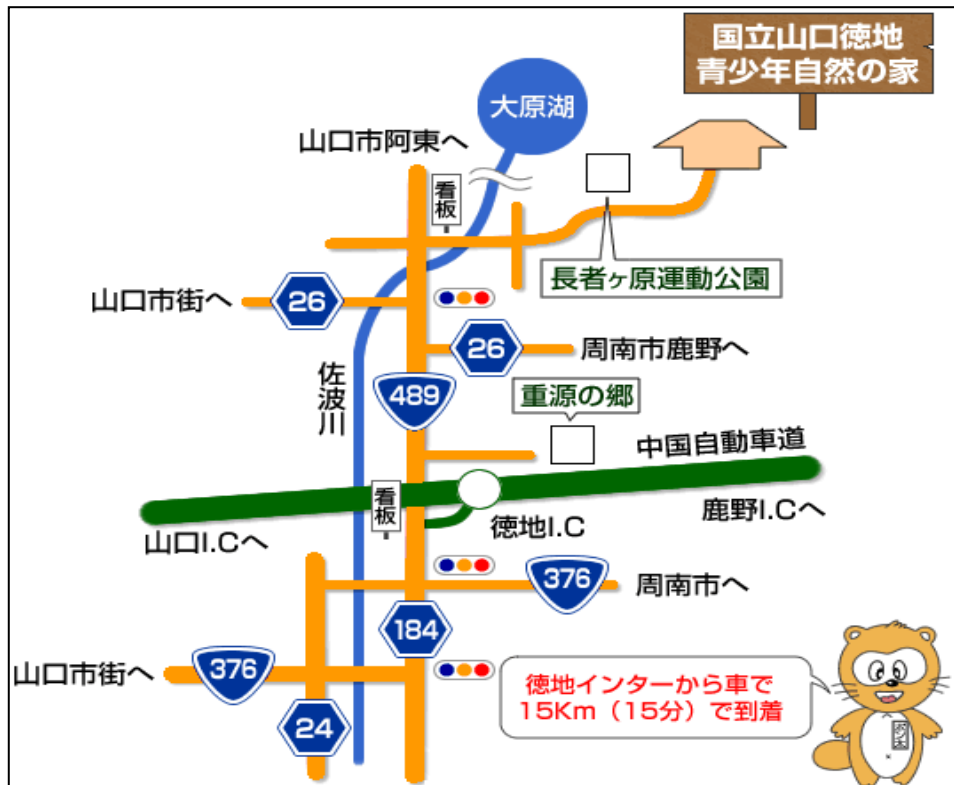 国立山口徳地
青少年自然の家
大原湖
山口市阿東へ
看板
長者ヶ原運動公園
山口市街へ
26
26
周南市鹿野へ
佐波川
489
重源の郷
中国自動車道
看板
山口I.Cへ
徳地I.C
鹿野I.Cへ
376
周南市へ
184
山口市街へ
376
24
徳地インターから車で
15Km（15分）で到着